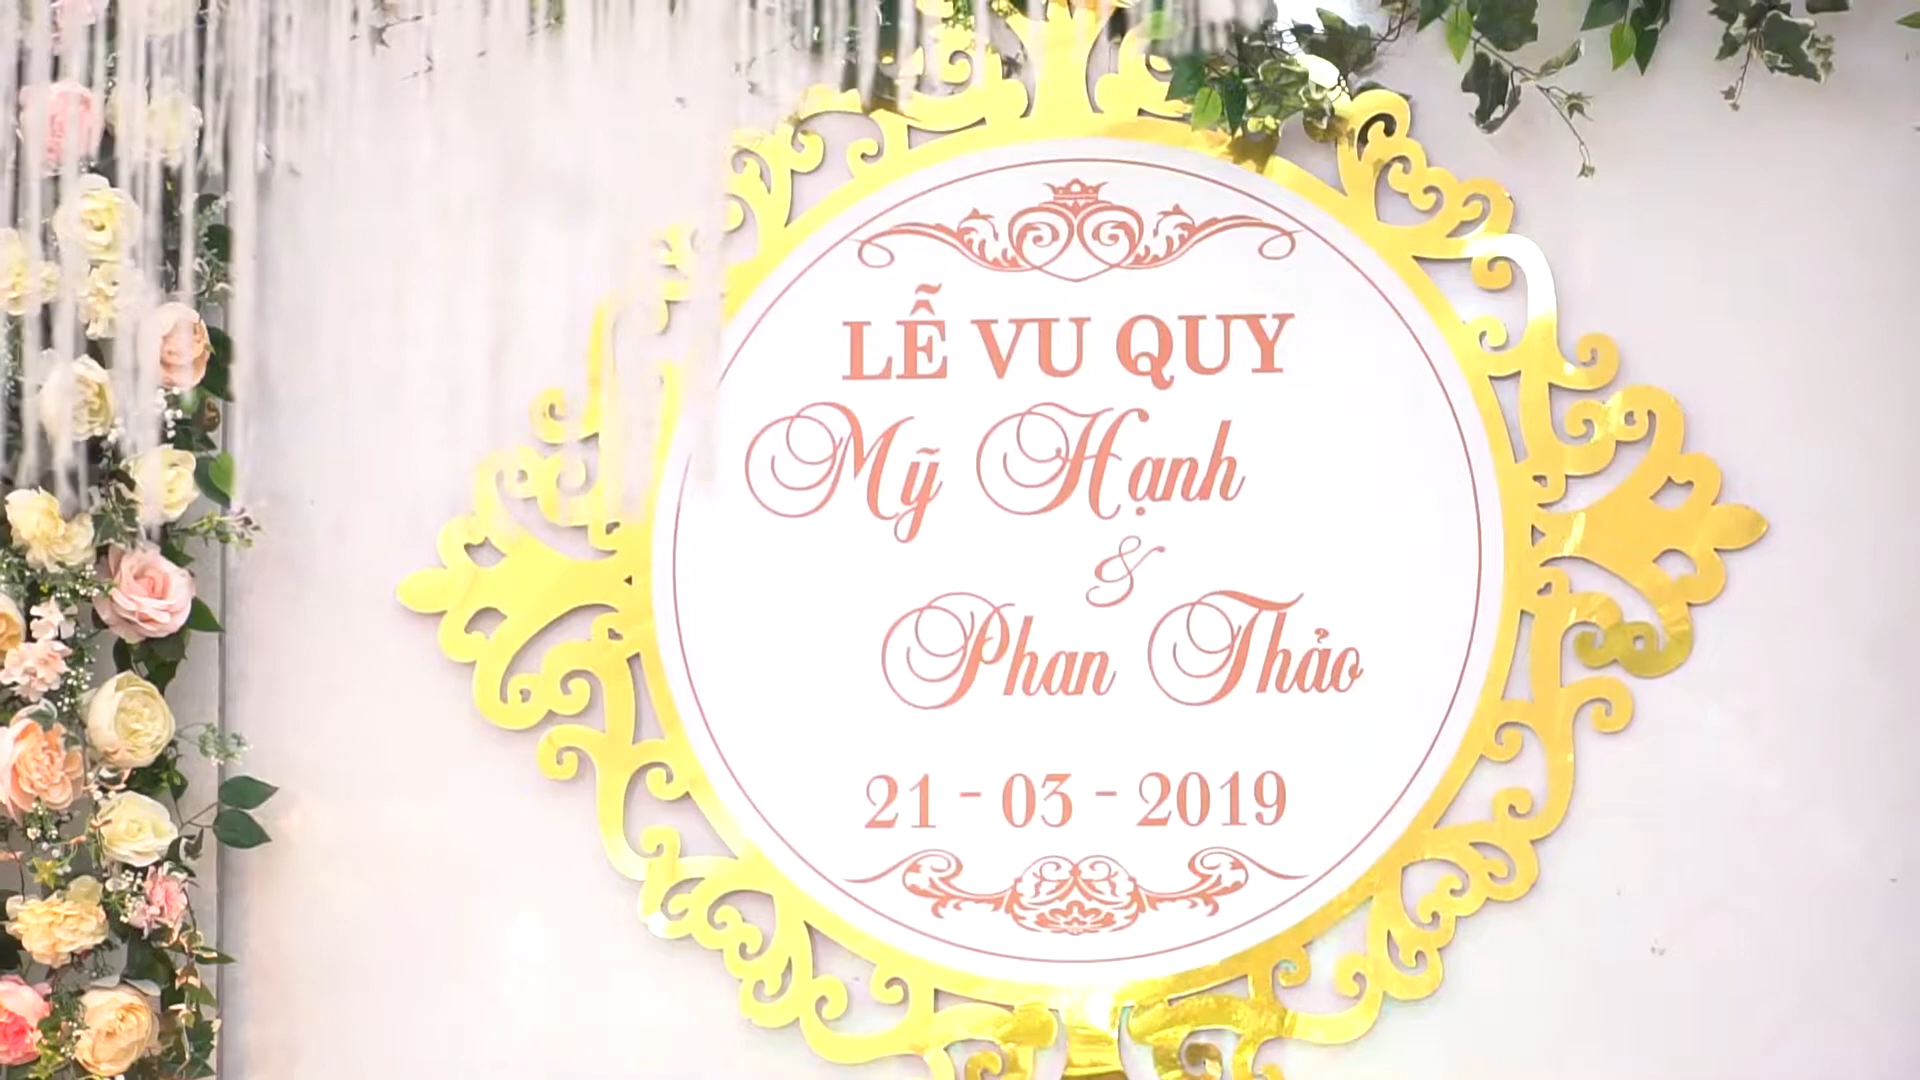 LỄ VU QUY
Mỹ Hạnh
&
Phan Thảo
21 - 03 - 2019